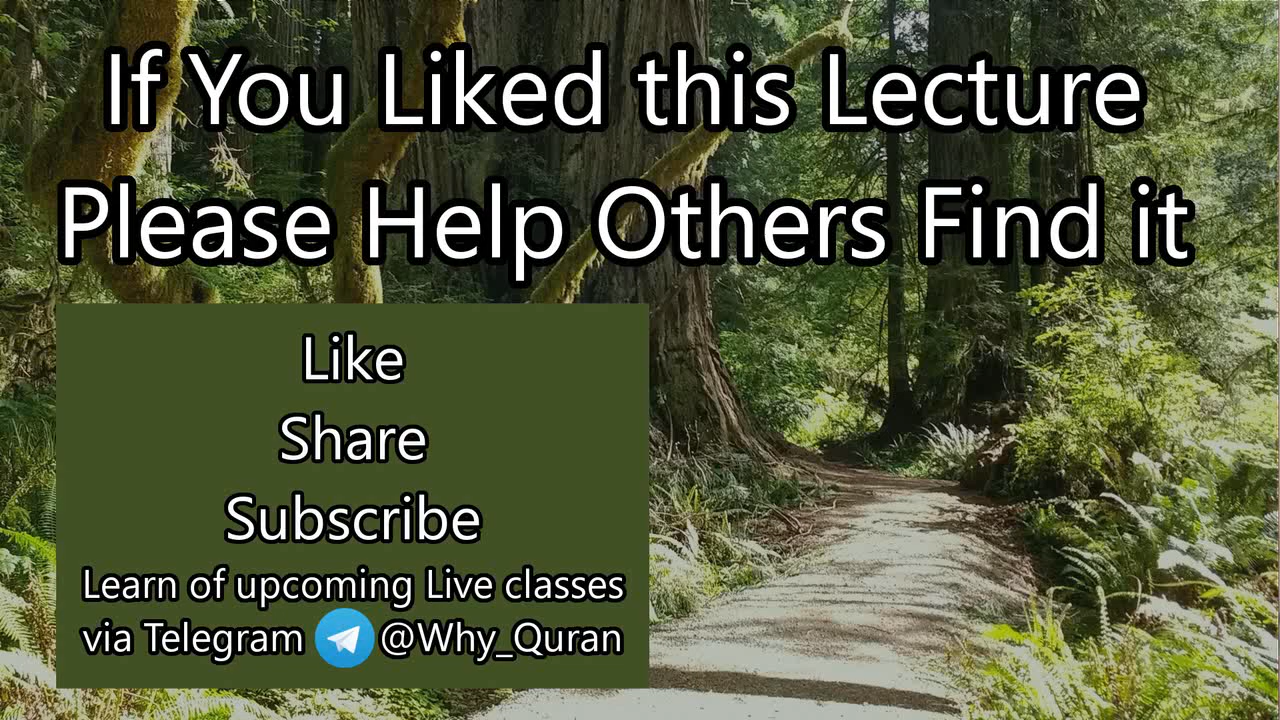 If You Liked this Lecture
Please Help Others Find it
Like
Share
Subscribe
Learn of upcoming Live classes
via Telegram @Why_Quran